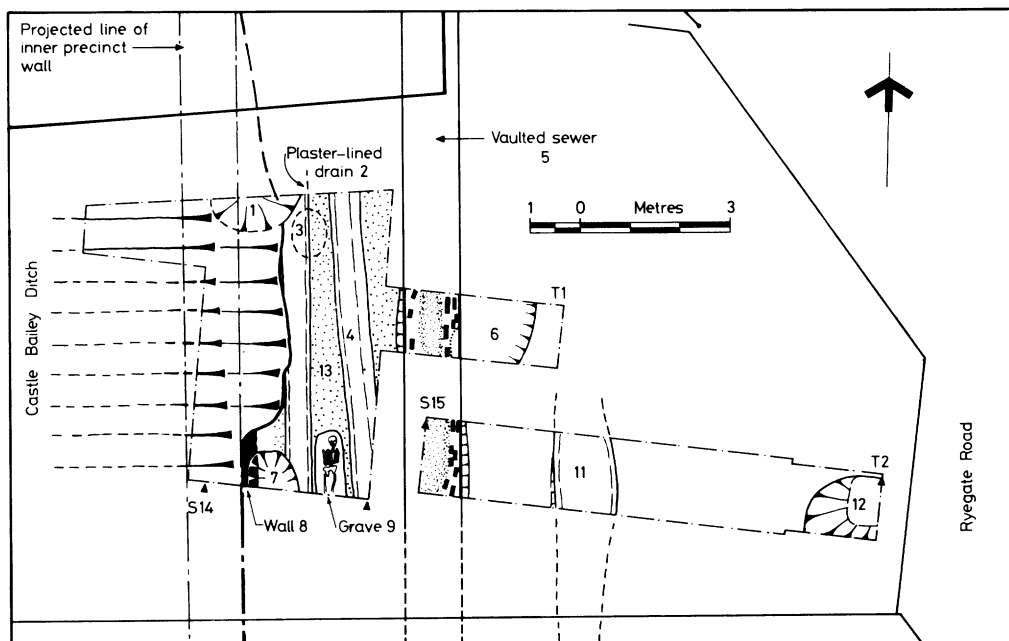 Projected line of
inner precinct
wall
Vaulted sewer
5
Plaster-lined
drain 2
1 0 Metres 3
1
3
Castle Bailey Ditch
T1
4
6
13
S15
T2
11
7
12
S14
Wall 8
Grave 9
Ryegate Road